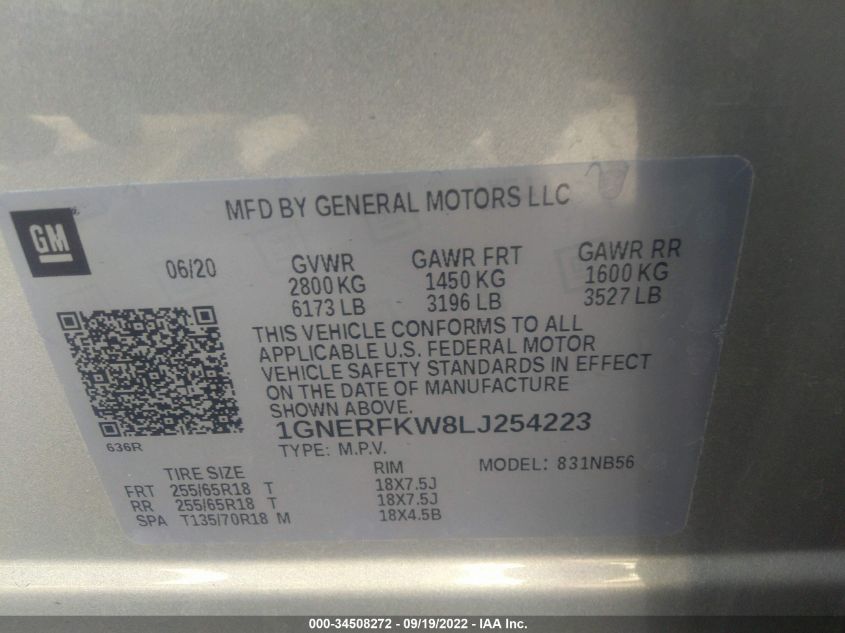 MFD BY GENERAL MOTORS LLC
GM
06/20 GVWR GAWR FRT GAWR RR
2800 KG 1450 KG 1600 KG
6173 LB 3196 LB 3527 LB
THIS VEHICLE CONFORMS TO ALL
APPLICABLE U.S. FEDERAL MOTOR
VEHICLE SAFETY STANDARDS IN EFFECT
ON THE DATE OF MANUFACTURE
SHOWN ABOVE.
1GNERFKW8LJ254223
636R
TYPE: M.P.V. MODEL: 831NB56
TIRE SIZE RIM
FRT 255/65R18 T 18X7.5J
RR 255/65R18 T 18X7.5J
SPA T135/70R18 M 18X4.5B
000-34508272 - 09/19/2022 - IAA Inc.